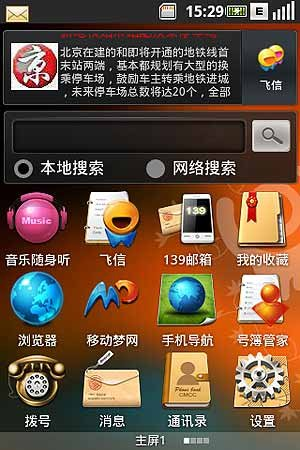 15:29
E
京
北京在建的和即将开通的地铁线首
末站两端，基本都规划有大型的换
乘停车场，鼓励车主转乘地铁进城
，未来停车场总数将达20个，全部
飞信
本地搜索
网络搜索
Music
139
音乐随身听
飞信
139邮箱
我的收藏
浏览器
移动梦网
手机导航
号簿管家
Phone book
CMCC
拨号
消息
通讯录
设置
主屏1